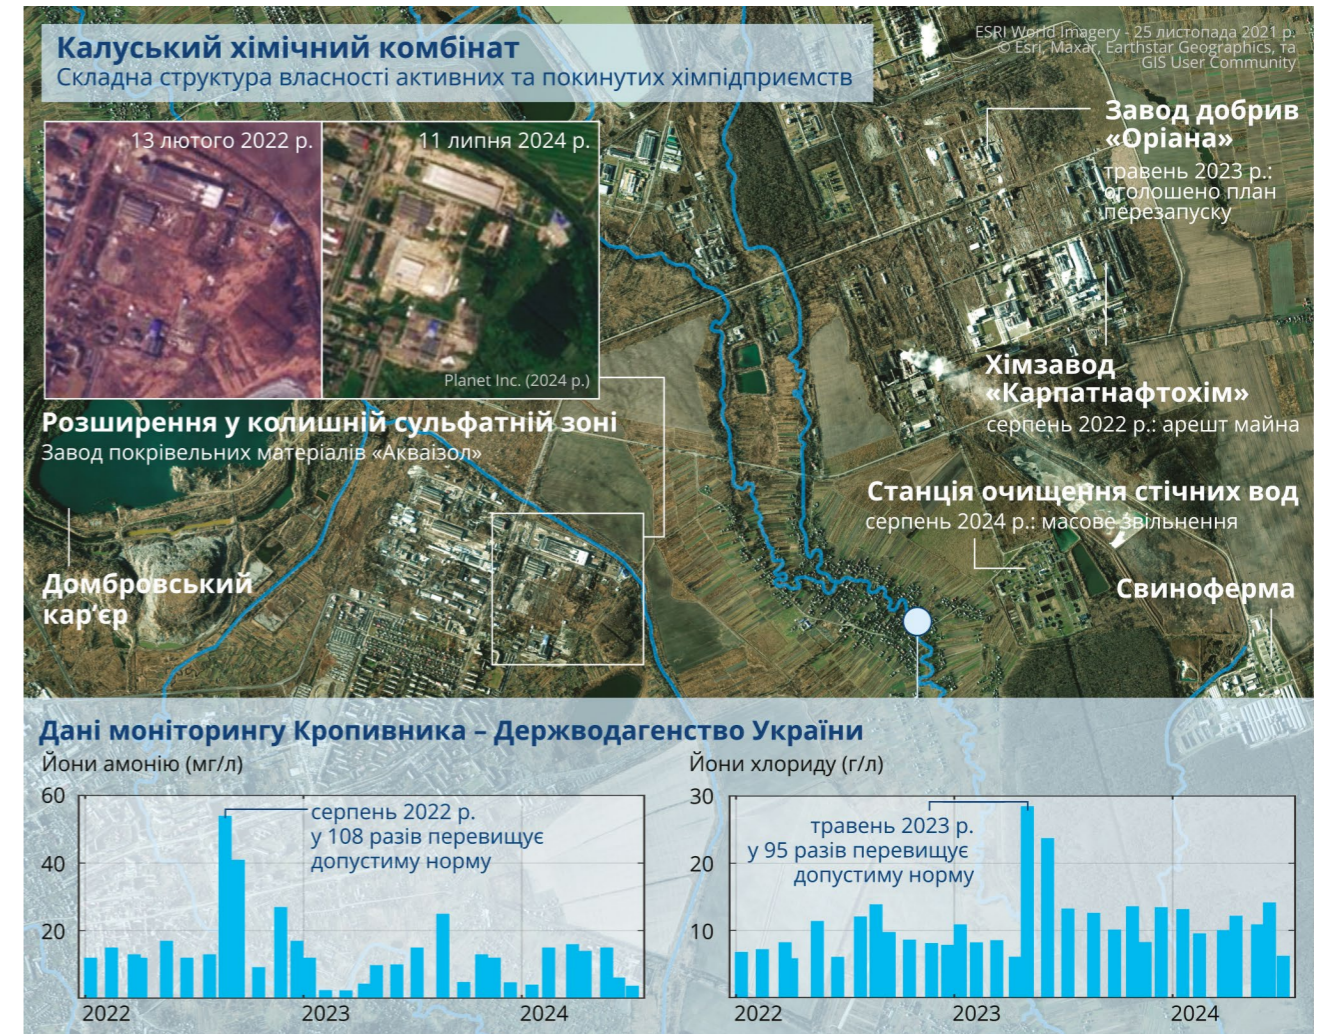 Калуський хімічний комбінат
Складна структура власності активних та покинутих хімпідприємств
ESRI World Imagery - 25 листопада 2021 р.
© Esri, Maxar, Earthstar Geographics, та
GIS User Community
13 лютого 2022 р.
11 липня 2024 р.
Planet Inc. (2024 р.)
Завод добрив
«Оріана»
травень 2023 р.:
оголошено план
перезапуску
Хімзавод
«Карпатнафтохім»
серпень 2022 р.: арешт майна
Розширення у колишній сульфатній зоні
Завод покрівельних матеріалів «Акваізол»
Станція очищення стічних вод
серпень 2024 р.: масове звільнення
Домбровський
кар‘єр
Свиноферма
Дані моніторингу Кропивника – Держводагенство України
Йони амонію (мг/л)
60
40
20
серпень 2022 р.
у 108 разів перевищує
допустиму норму
2022
2023
2024
Йони хлориду (г/л)
30
20
10
травень 2023 р.
у 95 разів перевищує
допустиму норму
2022
2023
2024